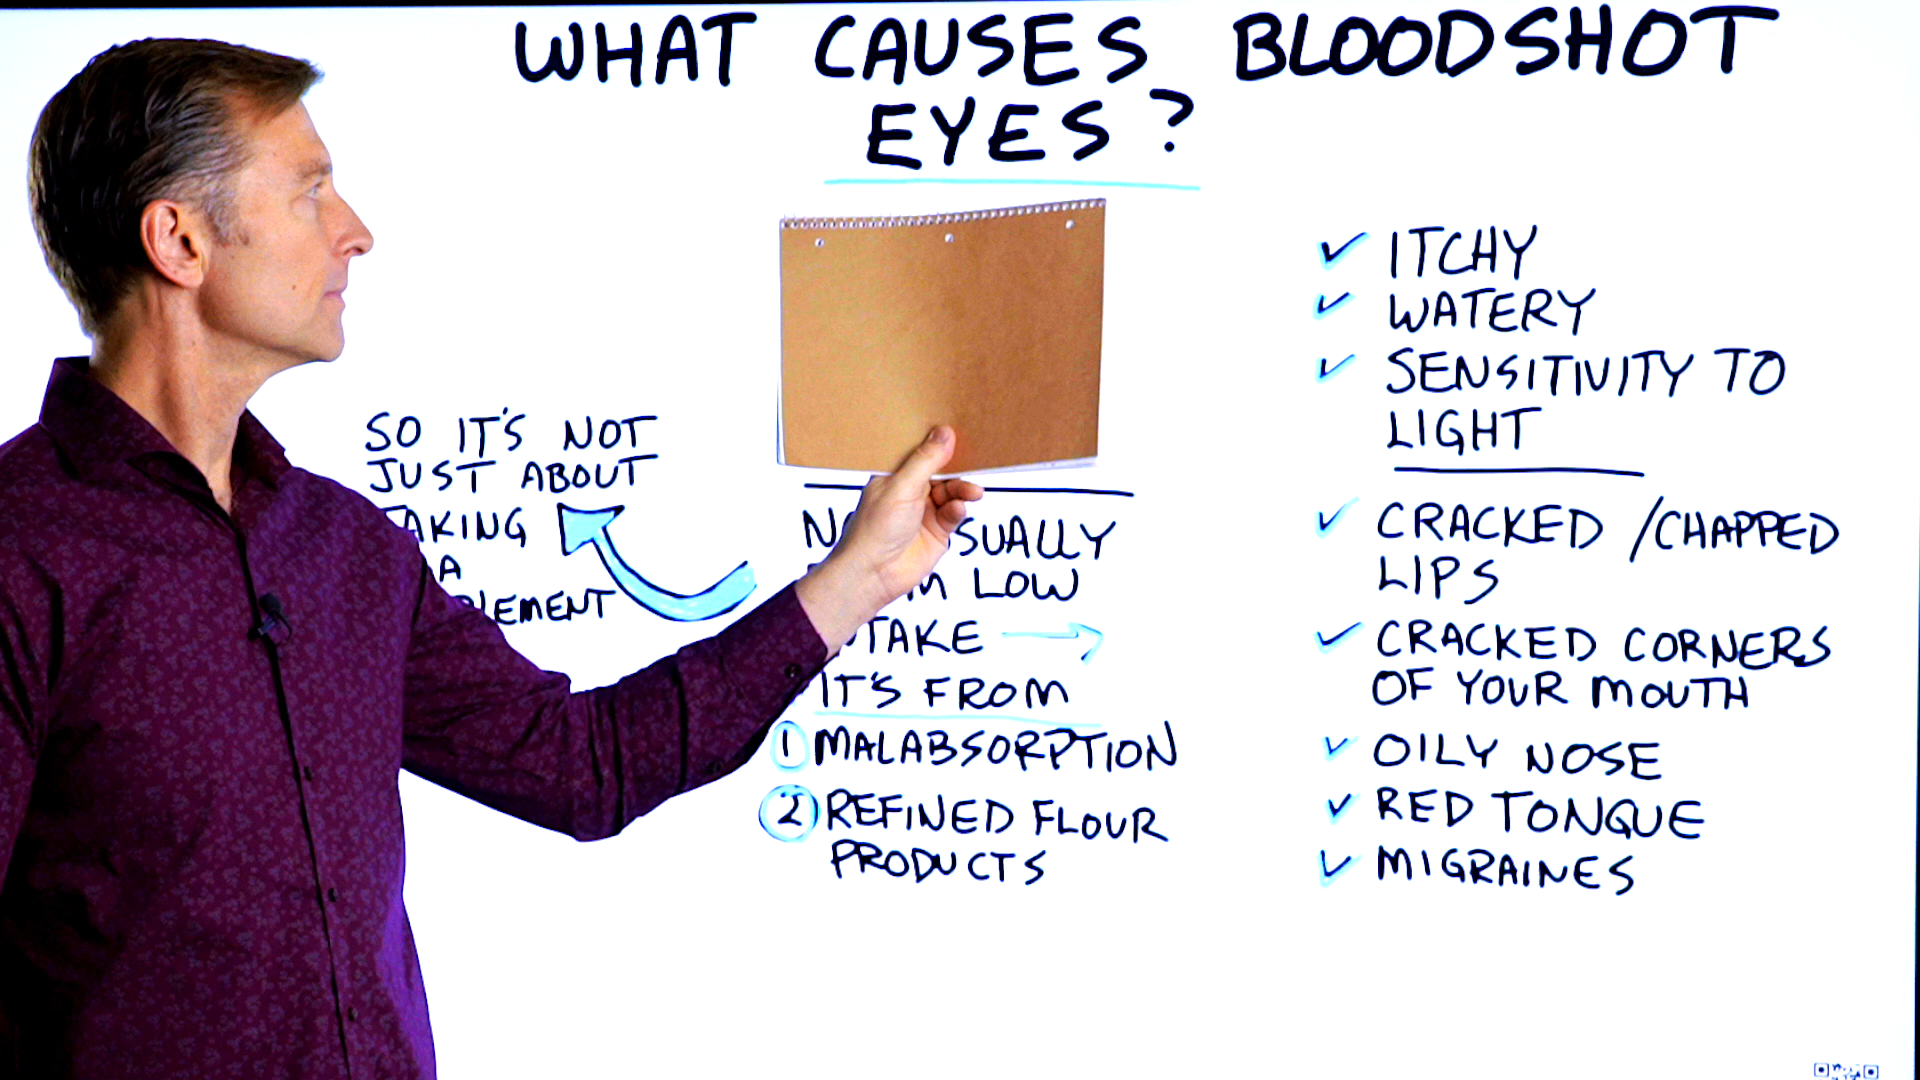 WHAT CAUSES BLOODSHOT
EYES?
SO IT'S NOT
JUST ABOUT
TAKING
A
LEMENT
USUALLY
LOW
TAKE →
IT'S FROM
1 MALABSORPTION
2 REFINED FLOUR
PRODUCTS
✓ ITCHY
✓ WATERY
✓ SENSITIVITY TO
LIGHT
✓ CRACKED /CHAPPED
LIPS
✓ CRACKED CORNERS
OF YOUR MOUTH
✓ OILY NOSE
✓ RED TONGUE
✓ MIGRAINES